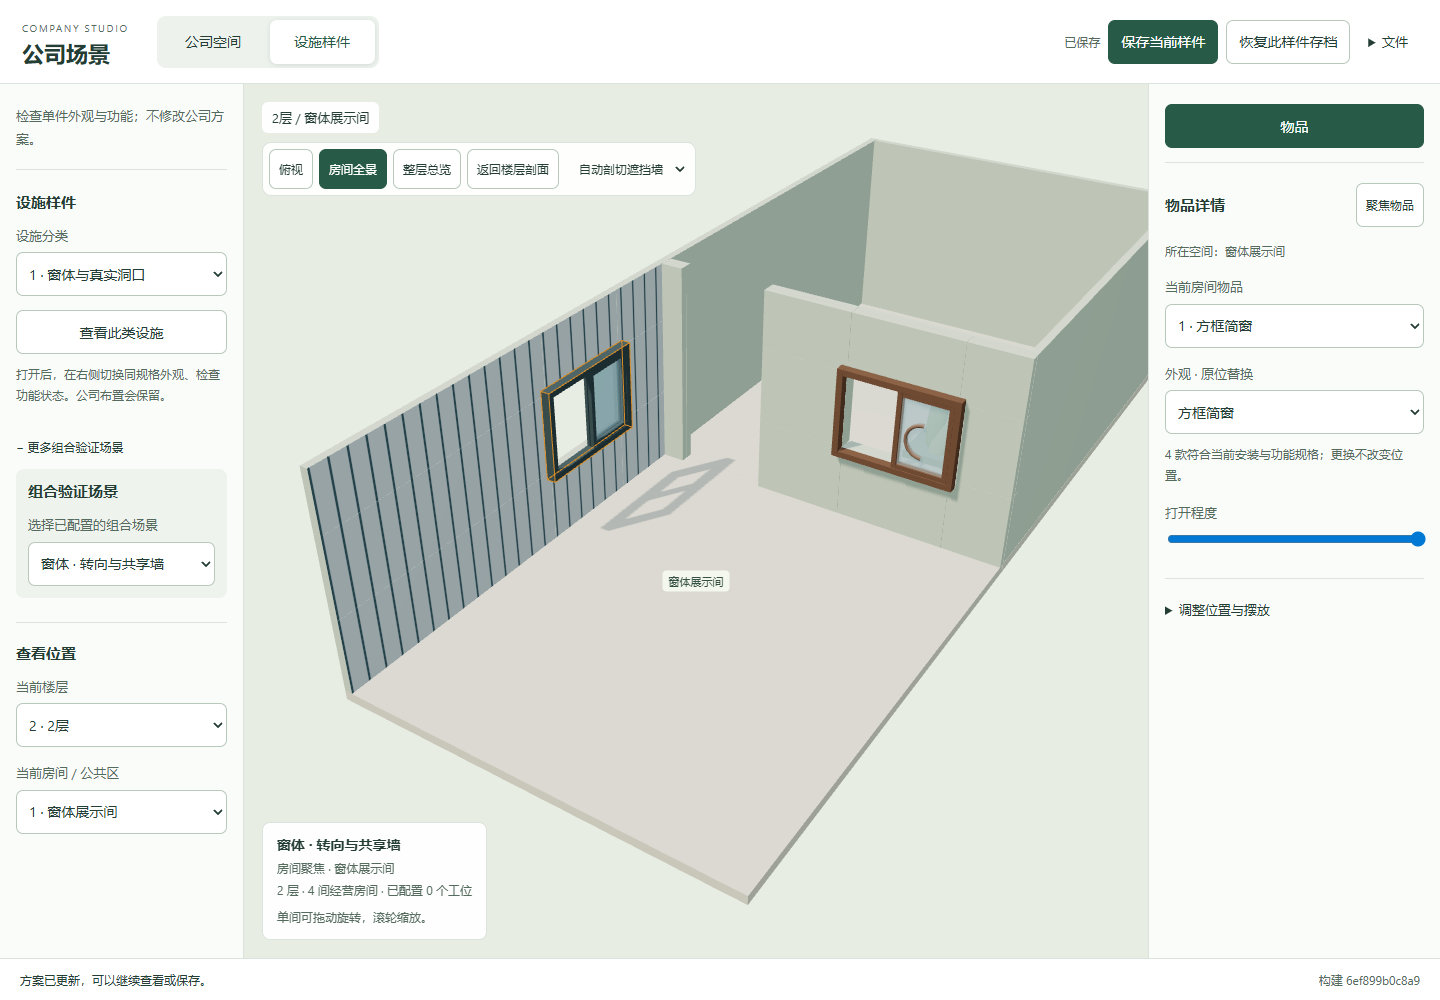 COMPANY STUDIO
公司场景
公司空间
设施样件
已保存
保存当前样件
恢复此样件存档
▶ 文件
检查单件外观与功能；不修改公司方
案。
设施样件
设施分类
1 · 窗体与真实洞口
查看此类设施
打开后，在右侧切换同规格外观、检查
功能状态。公司布置会保留。
− 更多组合验证场景
组合验证场景
选择已配置的组合场景
窗体 · 转向与共享墙
查看位置
当前楼层
2 · 2层
当前房间 / 公共区
1 · 窗体展示间
2层 / 窗体展示间
俯视
房间全景
整层总览
返回楼层剖面
自动剖切遮挡墙
窗体展示间
窗体 · 转向与共享墙
房间聚焦 · 窗体展示间
2 层 · 4 间经营房间 · 已配置 0 个工位
单间可拖动旋转，滚轮缩放。
物品
物品详情
聚焦物品
所在空间：窗体展示间
当前房间物品
1 · 方框简窗
外观 · 原位替换
方框简窗
4 款符合当前安装与功能规格；更换不改变位
置。
打开程度
▶ 调整位置与摆放
方案已更新，可以继续查看或保存。
构建 6ef899b0c8a9